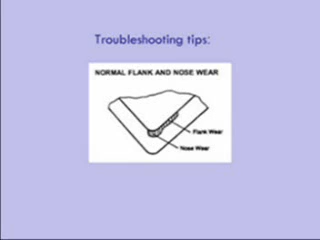 Troubleshooting tips:
NORMAL FLANK AND NOSE WEAR
Flank Wear
Nose Wear